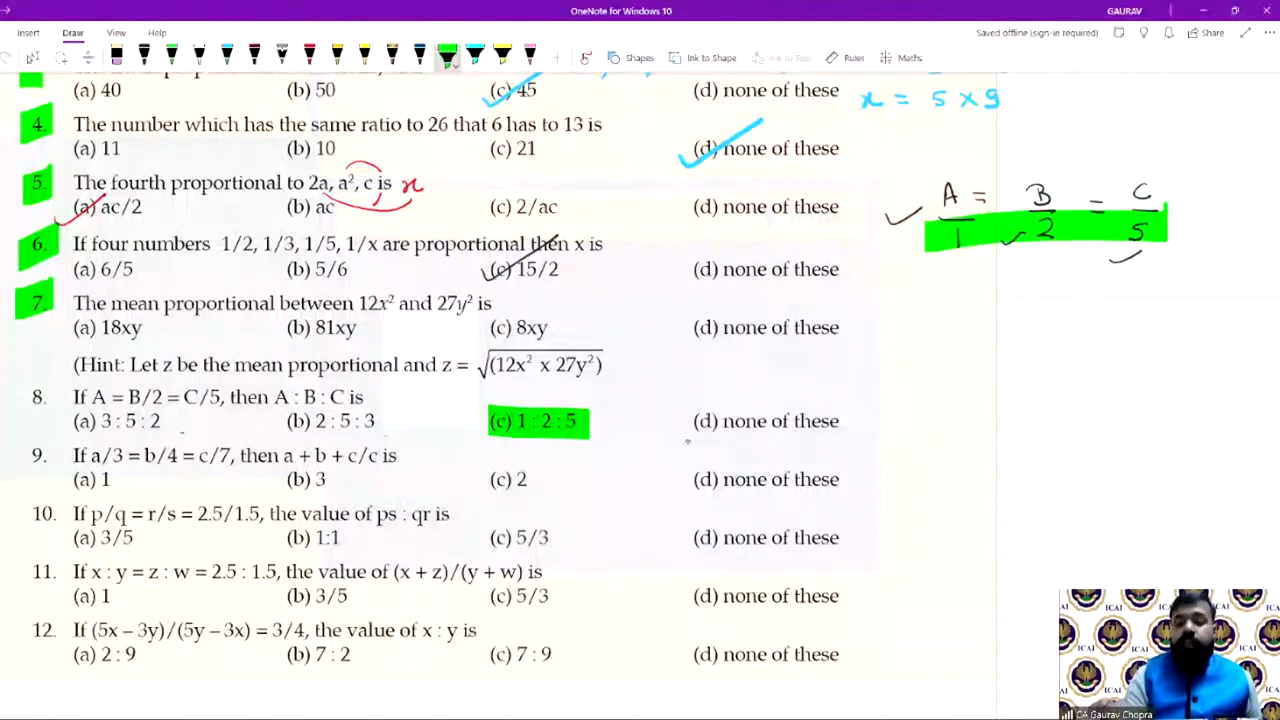 OneNote for Windows 10
GAURAV
Insert Draw View Help
Saved offline (sign in required) Share
Shapes Ink to Shape Ink to Text Ruler Maths
(a) 40 (b) 50 (c) 45 (d) none of these
x = 5 × 9
4. The number which has the same ratio to 26 that 6 has to 13 is
(a) 11 (b) 10 (c) 21 (d) none of these
5. The fourth proportional to 2a, a², c is x
(a) ac/2 (b) ac (c) 2/ac (d) none of these
A/1 = B/2 = C/5
6. If four numbers 1/2, 1/3, 1/5, 1/x are proportional then x is
(a) 6/5 (b) 5/6 (c) 15/2 (d) none of these
7. The mean proportional between 12x² and 27y² is
(a) 18xy (b) 81xy (c) 8xy (d) none of these
(Hint: Let z be the mean proportional and z = √(12x² x 27y²)
8. If A = B/2 = C/5, then A : B : C is
(a) 3 : 5 : 2 (b) 2 : 5 : 3 (c) 1 : 2 : 5 (d) none of these
9. If a/3 = b/4 = c/7, then a + b + c/c is
(a) 1 (b) 3 (c) 2 (d) none of these
10. If p/q = r/s = 2.5/1.5, the value of ps : qr is
(a) 3/5 (b) 1:1 (c) 5/3 (d) none of these
11. If x : y = z : w = 2.5 : 1.5, the value of (x + z)/(y + w) is
(a) 1 (b) 3/5 (c) 5/3 (d) none of these
12. If (5x – 3y)/(5y – 3x) = 3/4, the value of x : y is
(a) 2 : 9 (b) 7 : 2 (c) 7 : 9 (d) none of these
ICAI
CA Gaurav Chopra